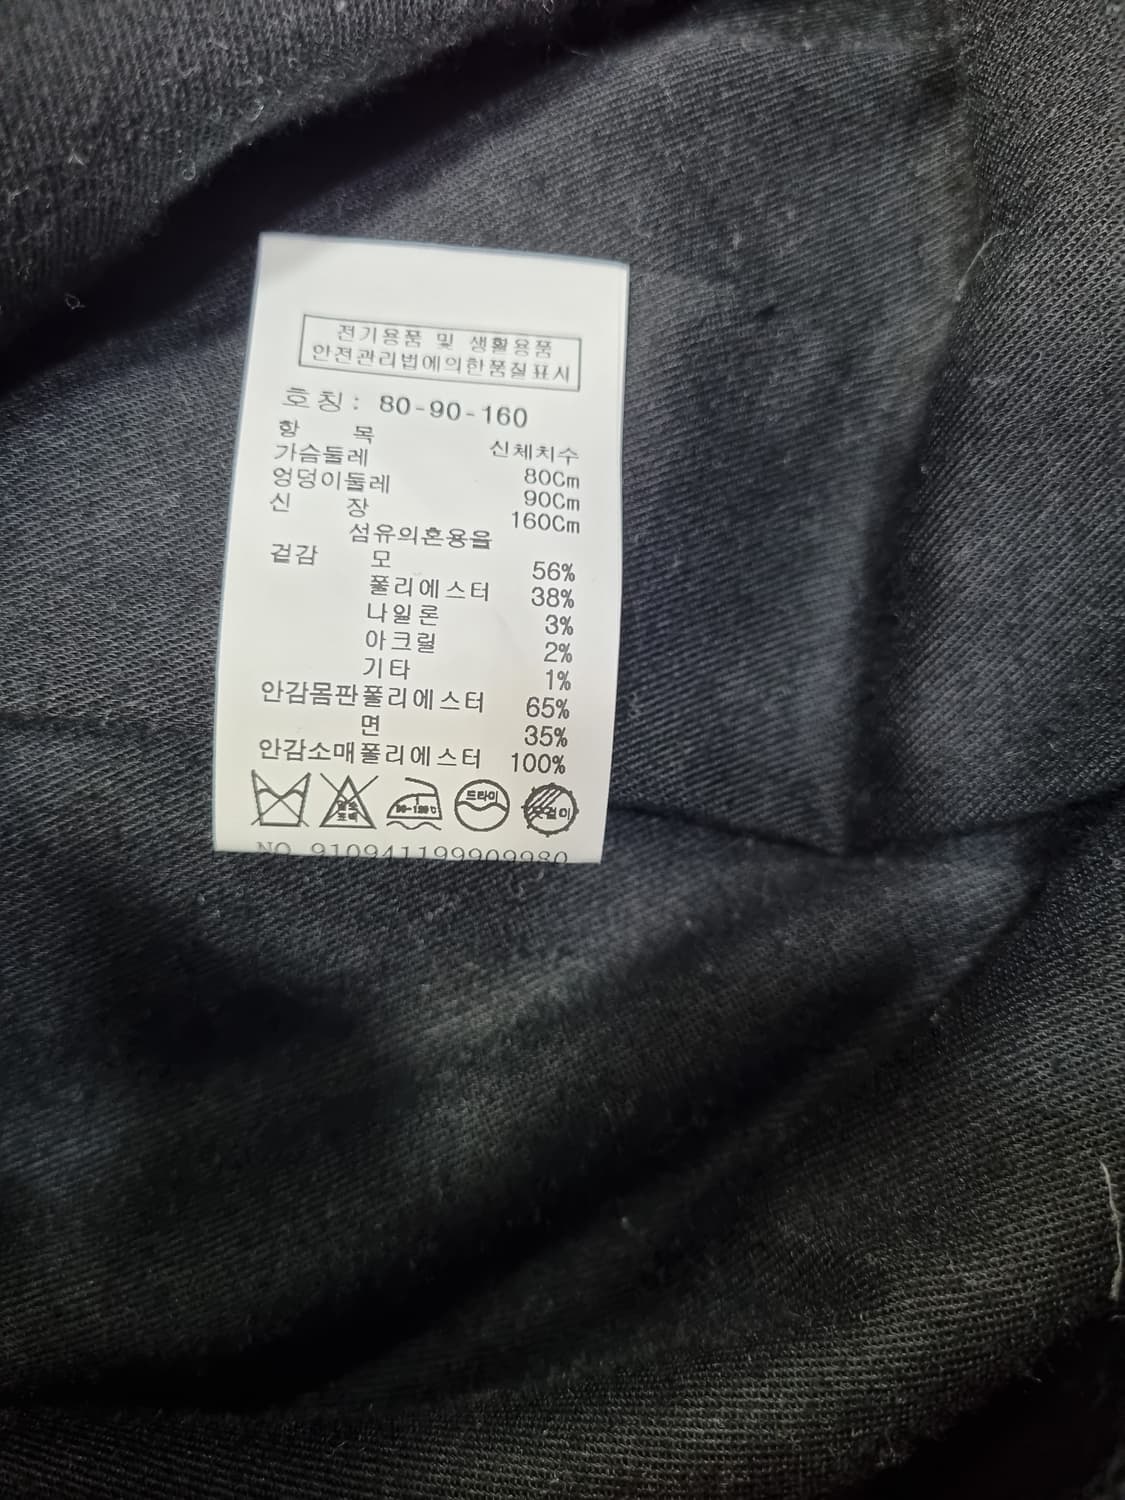 전기용품 및 생활용품
안전관리법에의한품질표시
호칭: 80-90-160
항 목 신체치수
가슴둘레 80Cm
엉덩이둘레 90Cm
신 장 160Cm
섬유의혼용율
겉감 모 56%
폴리에스터 38%
나일론 3%
아크릴 2%
기타 1%
안감몸판폴리에스터 65%
면 35%
안감소매폴리에스터 100%
드라이
NO 910941199909980